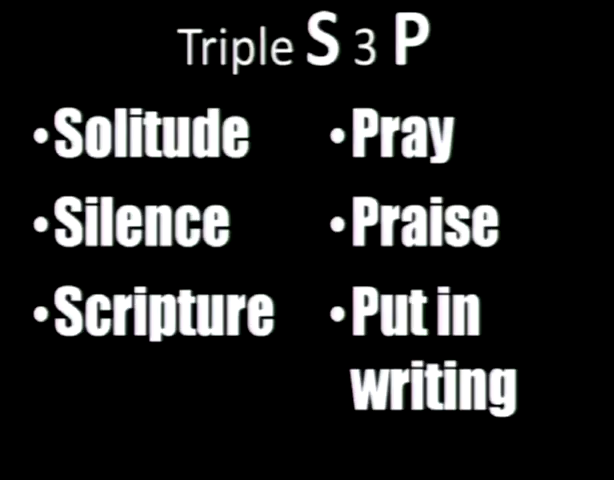 Triple S 3 P
•Solitude
•Silence
•Scripture
•Pray
•Praise
•Put in
writing